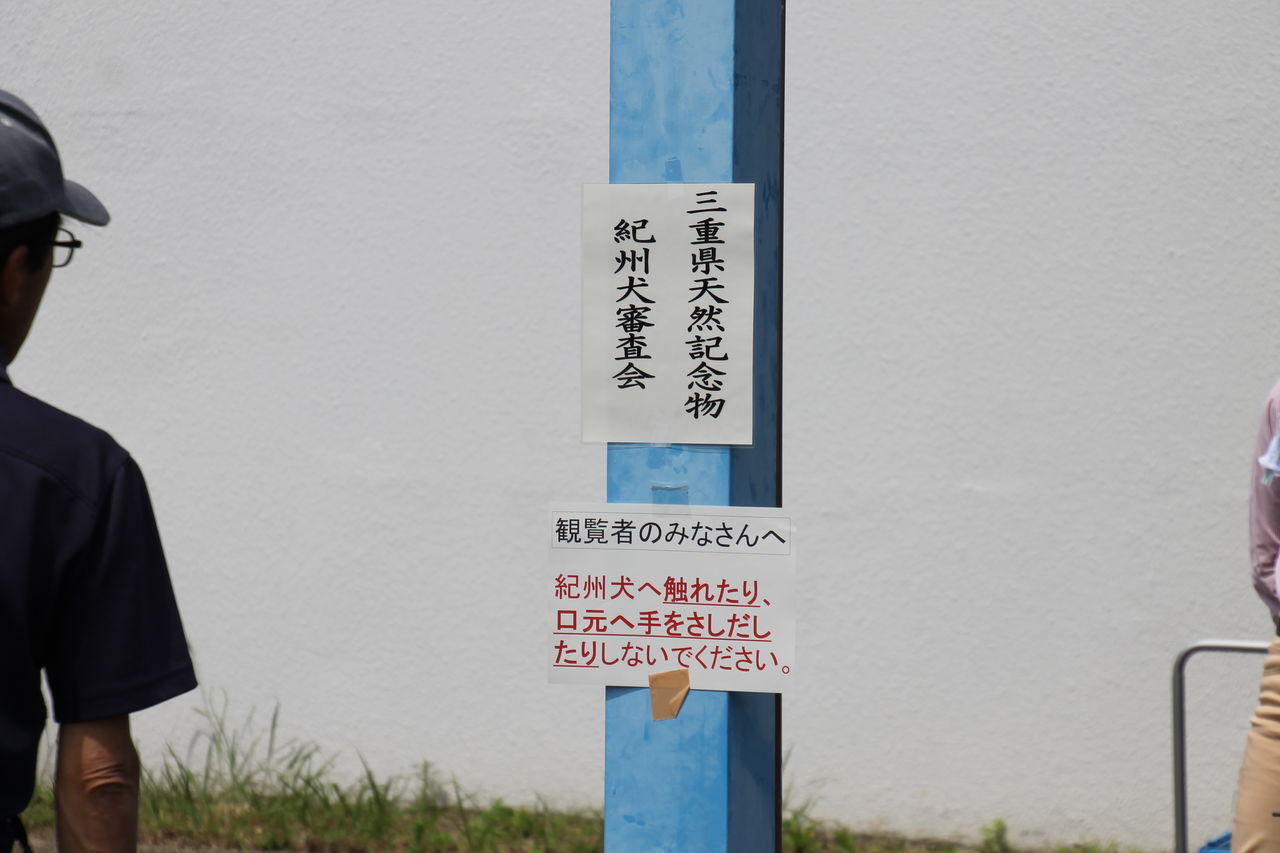 三重県天然記念物
紀州犬審査会
観覧者のみなさんへ
紀州犬へ触れたり、
口元へ手をさしだし
たりしないでください。